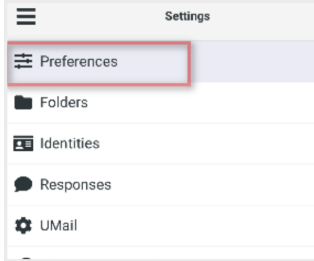 Settings
Preferences
Folders
Identities
Responses
UMail